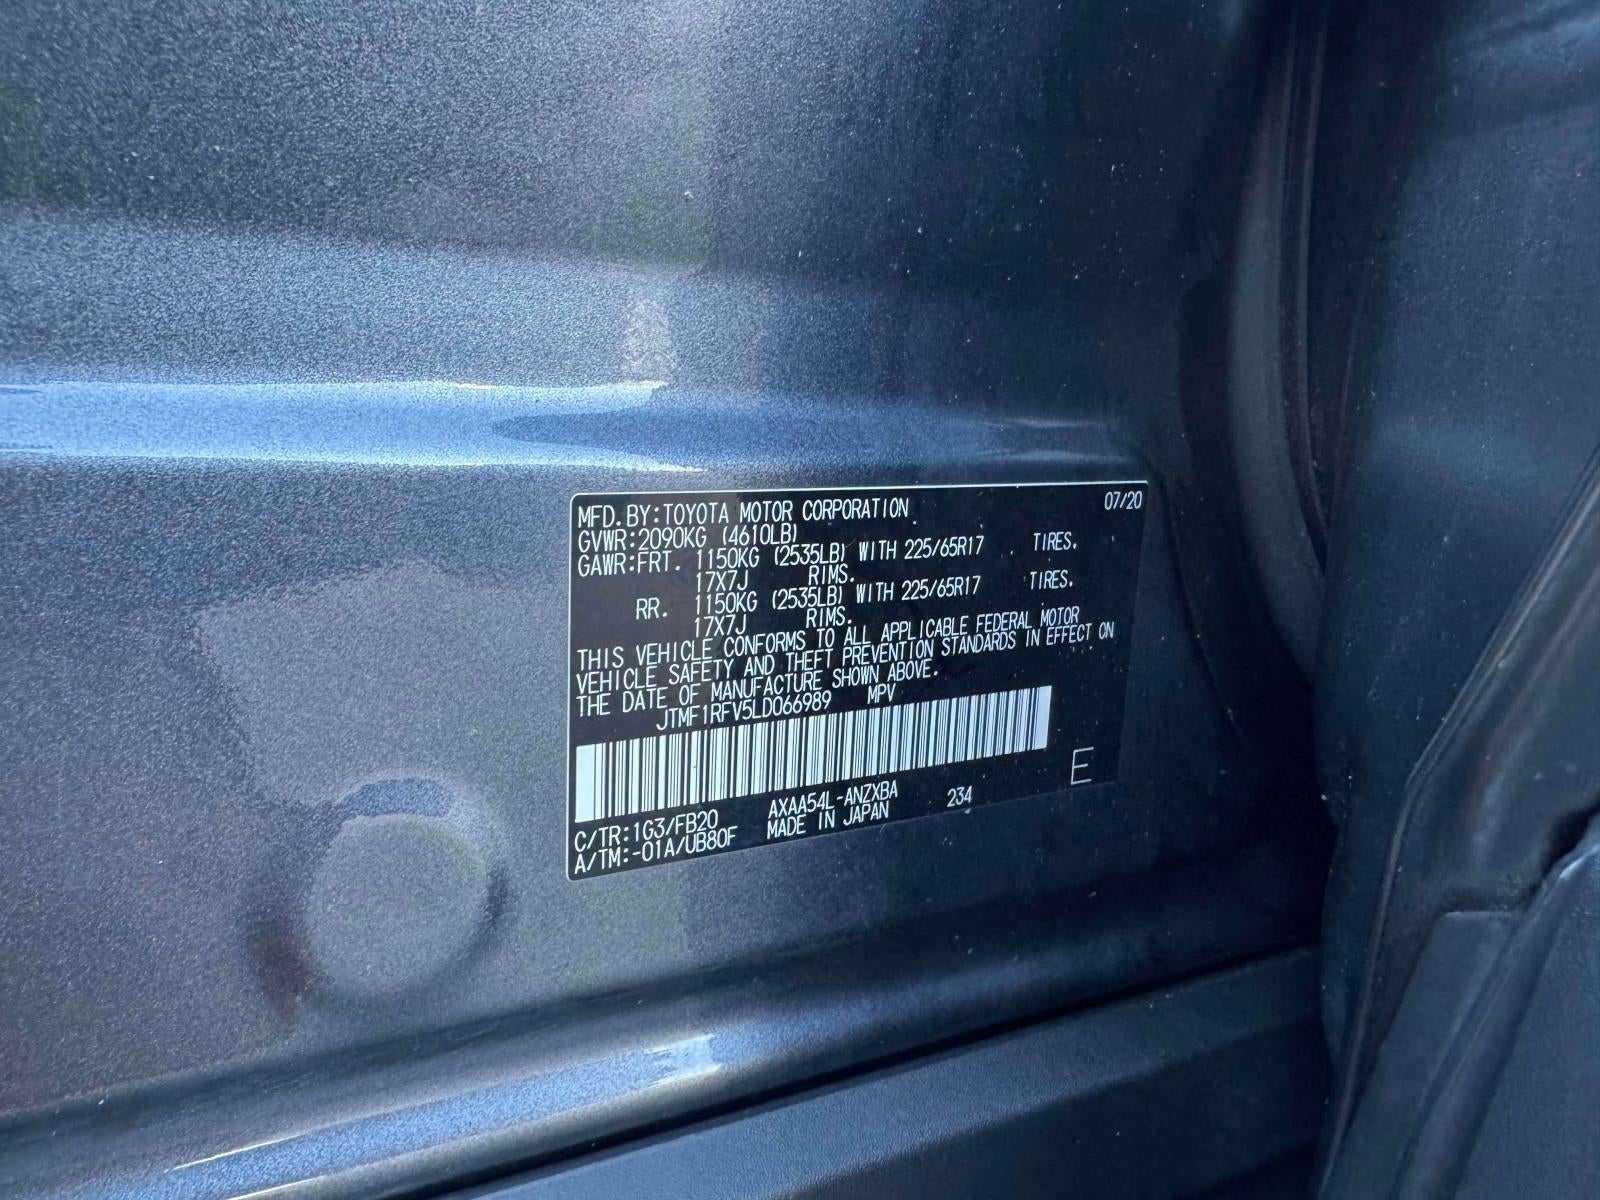 MFD. BY: TOYOTA MOTOR CORPORATION 07/20
GVWR: 2090KG (4610LB)
GAWR: FRT. 1150KG (2535LB) WITH 225/65R17 TIRES.
17X7J RIMS.
RR. 1150KG (2535LB) WITH 225/65R17 TIRES.
17X7J RIMS.
THIS VEHICLE CONFORMS TO ALL APPLICABLE FEDERAL MOTOR
VEHICLE SAFETY AND THEFT PREVENTION STANDARDS IN EFFECT ON
THE DATE OF MANUFACTURE SHOWN ABOVE.
JTMF1RFV5LD066989 MPV
E
C/TR: 1G3/FB20 AXAA54L-ANZXBA 234
A/TM: -01A/UB80F MADE IN JAPAN